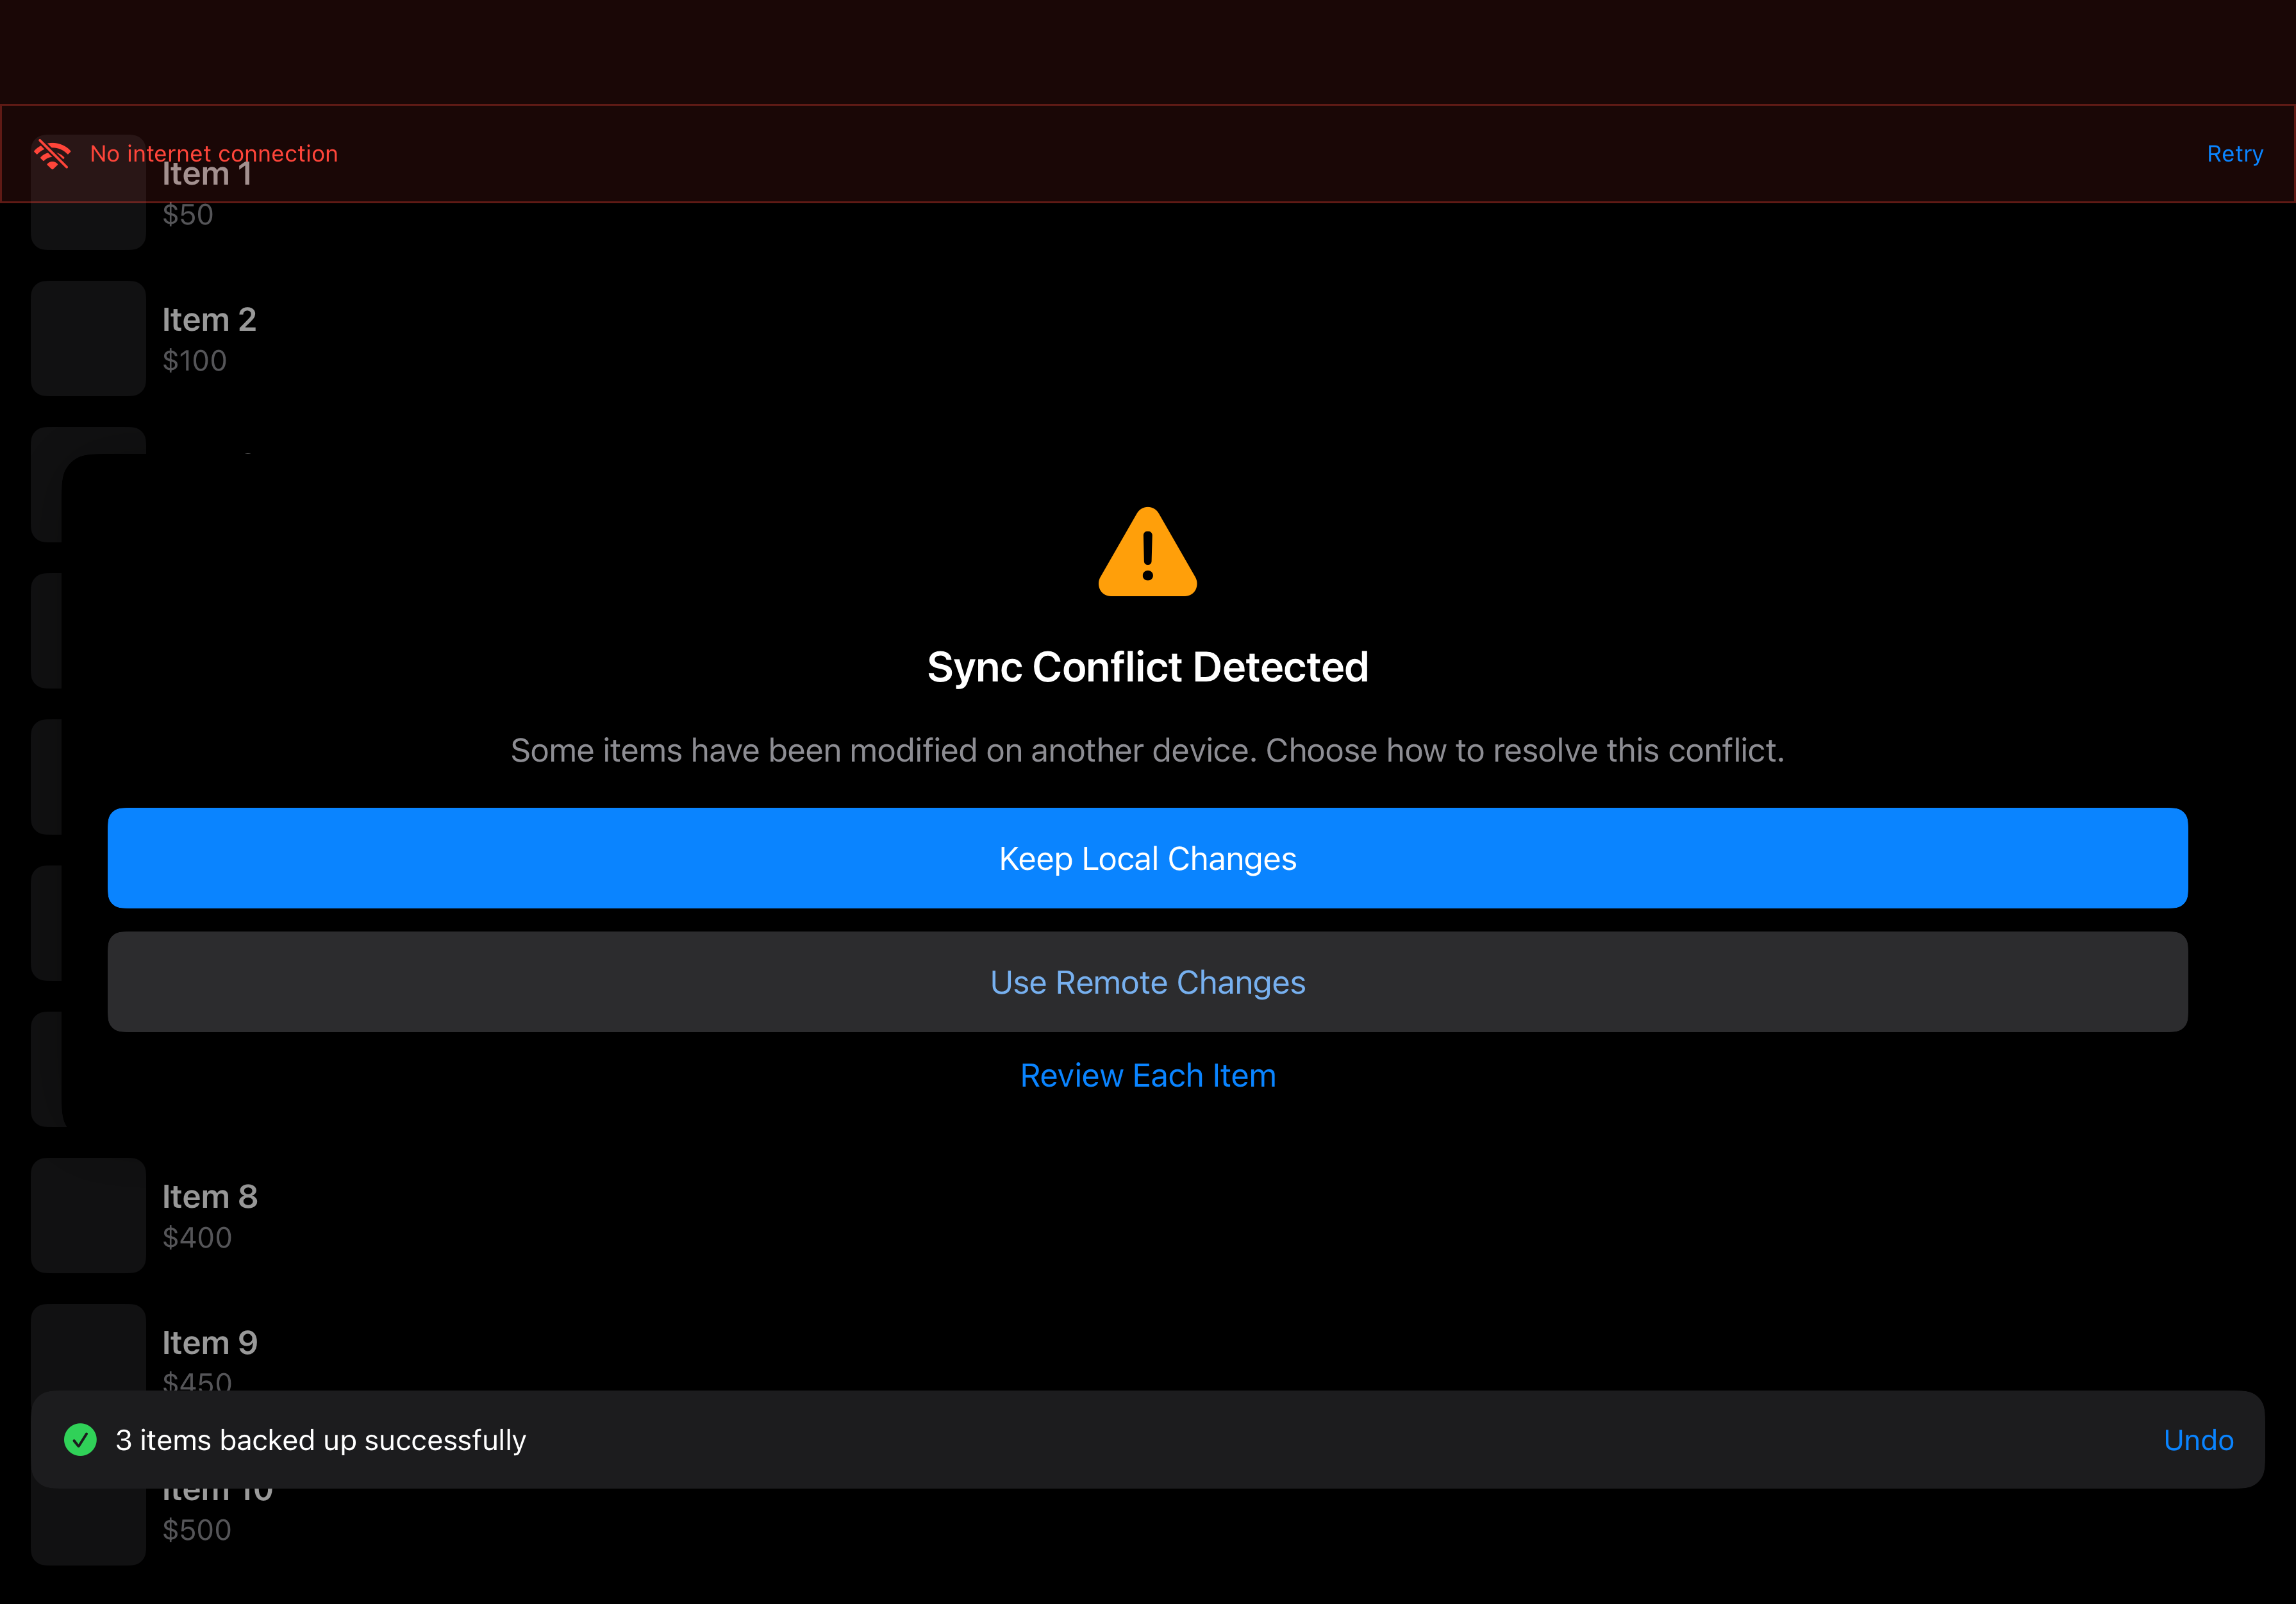 No internet connection
Retry
Item 1
$50
Item 2
$100
Sync Conflict Detected
Some items have been modified on another device. Choose how to resolve this conflict.
Keep Local Changes
Use Remote Changes
Review Each Item
Item 8
$400
Item 9
$450
3 items backed up successfully
Undo
Item 10
$500